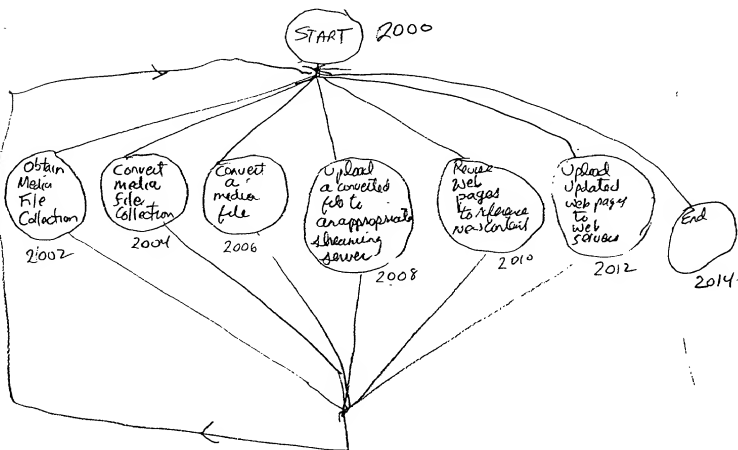 START 2000
Obtain
Media
File
Collection
2002
Convert
media
file
Collection
2004
Convert
a
media
file
2006
Upload
a converted
file to
an appropriate
streaming
server
2008
Revise
Web
pages
to reference
new content
2010
Upload
updated
web pages
to
web
servers
2012
End
2014